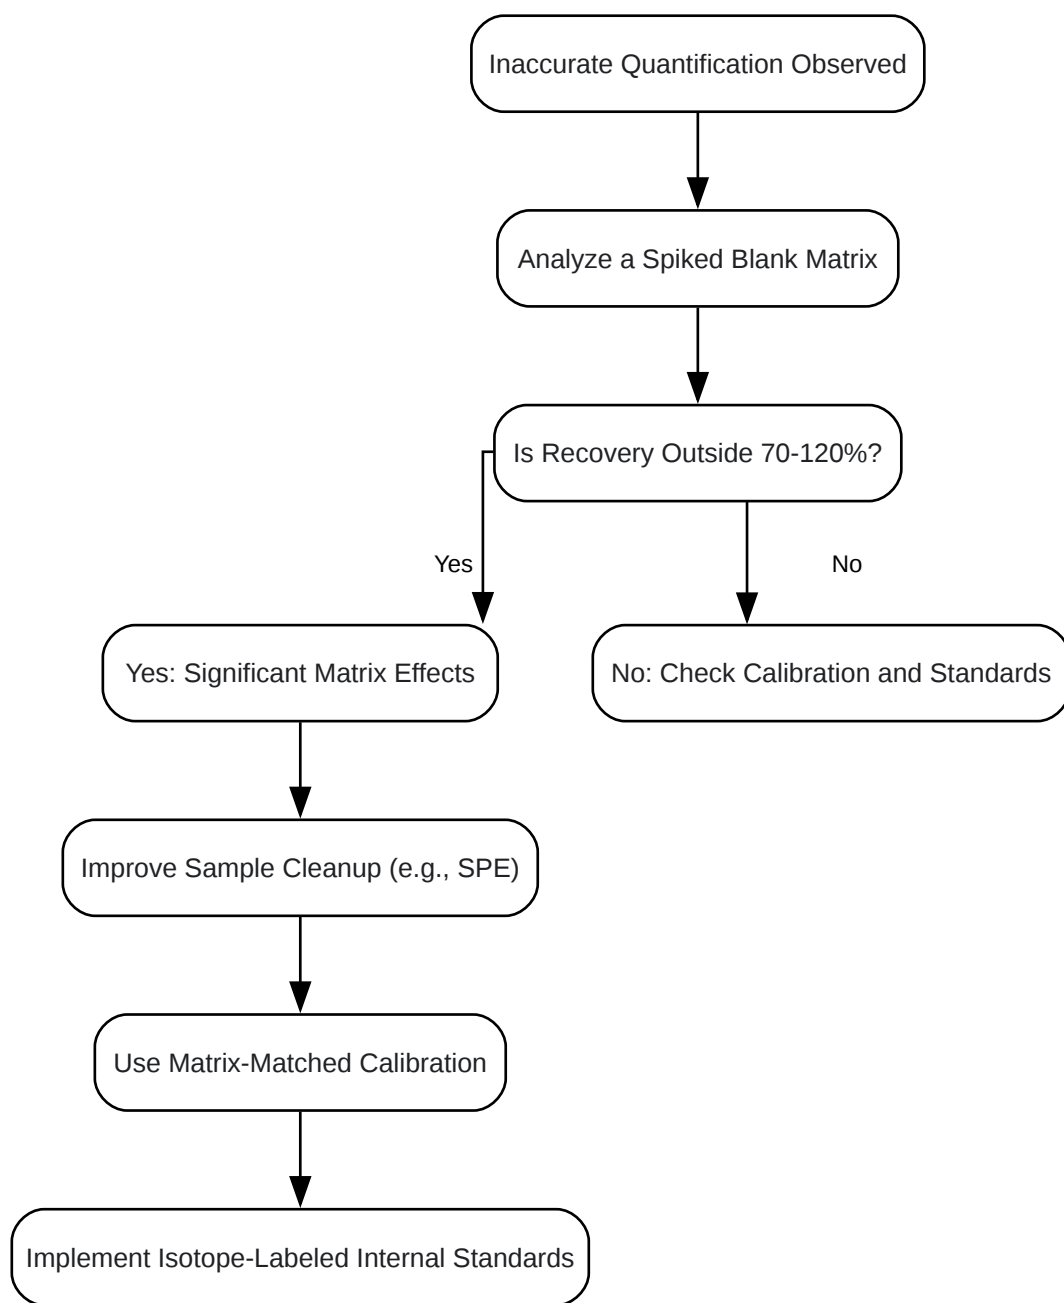 Inaccurate Quantification Observed
Analyze a Spiked Blank Matrix
Is Recovery Outside 70-120%?
Yes
No
Yes: Significant Matrix Effects
No: Check Calibration and Standards
Improve Sample Cleanup (e.g., SPE)
Use Matrix-Matched Calibration
Implement Isotope-Labeled Internal Standards